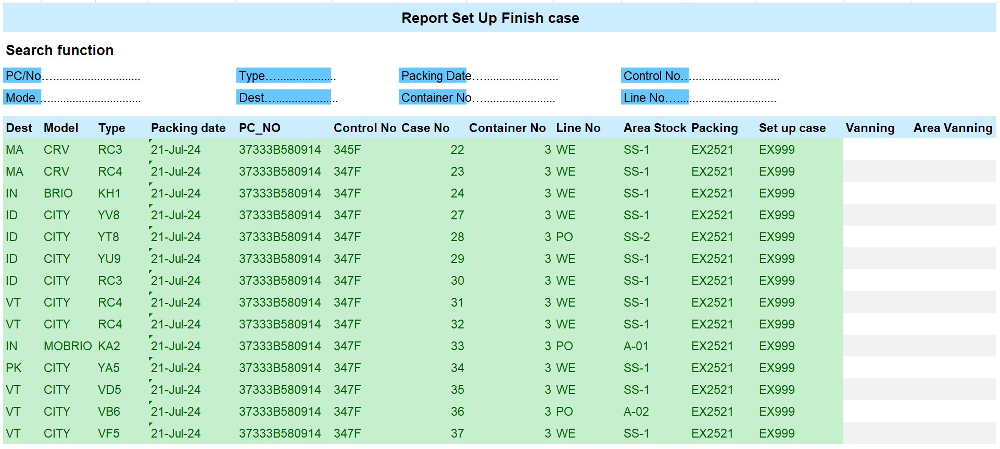 Report Set Up Finish case
Search function
PC/No…............................ Type…................... Packing Date…........................ Control No…............................
Mode…............................... Dest….................... Container No…....................... Line No…................................
Dest Model Type Packing date PC_NO Control No Case No Container No Line No Area Stock Packing Set up case Vanning Area Vanning
MA CRV RC3 21-Jul-24 37333B580914 345F 22 3 WE SS-1 EX2521 EX999
MA CRV RC4 21-Jul-24 37333B580914 347F 23 3 WE SS-1 EX2521 EX999
IN BRIO KH1 21-Jul-24 37333B580914 347F 24 3 WE SS-1 EX2521 EX999
ID CITY YV8 21-Jul-24 37333B580914 347F 27 3 WE SS-1 EX2521 EX999
ID CITY YT8 21-Jul-24 37333B580914 347F 28 3 PO SS-2 EX2521 EX999
ID CITY YU9 21-Jul-24 37333B580914 347F 29 3 WE SS-1 EX2521 EX999
ID CITY RC3 21-Jul-24 37333B580914 347F 30 3 WE SS-1 EX2521 EX999
VT CITY RC4 21-Jul-24 37333B580914 347F 31 3 WE SS-1 EX2521 EX999
VT CITY RC4 21-Jul-24 37333B580914 347F 32 3 WE SS-1 EX2521 EX999
IN MOBRIO KA2 21-Jul-24 37333B580914 347F 33 3 PO A-01 EX2521 EX999
PK CITY YA5 21-Jul-24 37333B580914 347F 34 3 WE SS-1 EX2521 EX999
VT CITY VD5 21-Jul-24 37333B580914 347F 35 3 WE SS-1 EX2521 EX999
VT CITY VB6 21-Jul-24 37333B580914 347F 36 3 PO A-02 EX2521 EX999
VT CITY VF5 21-Jul-24 37333B580914 347F 37 3 WE SS-1 EX2521 EX999